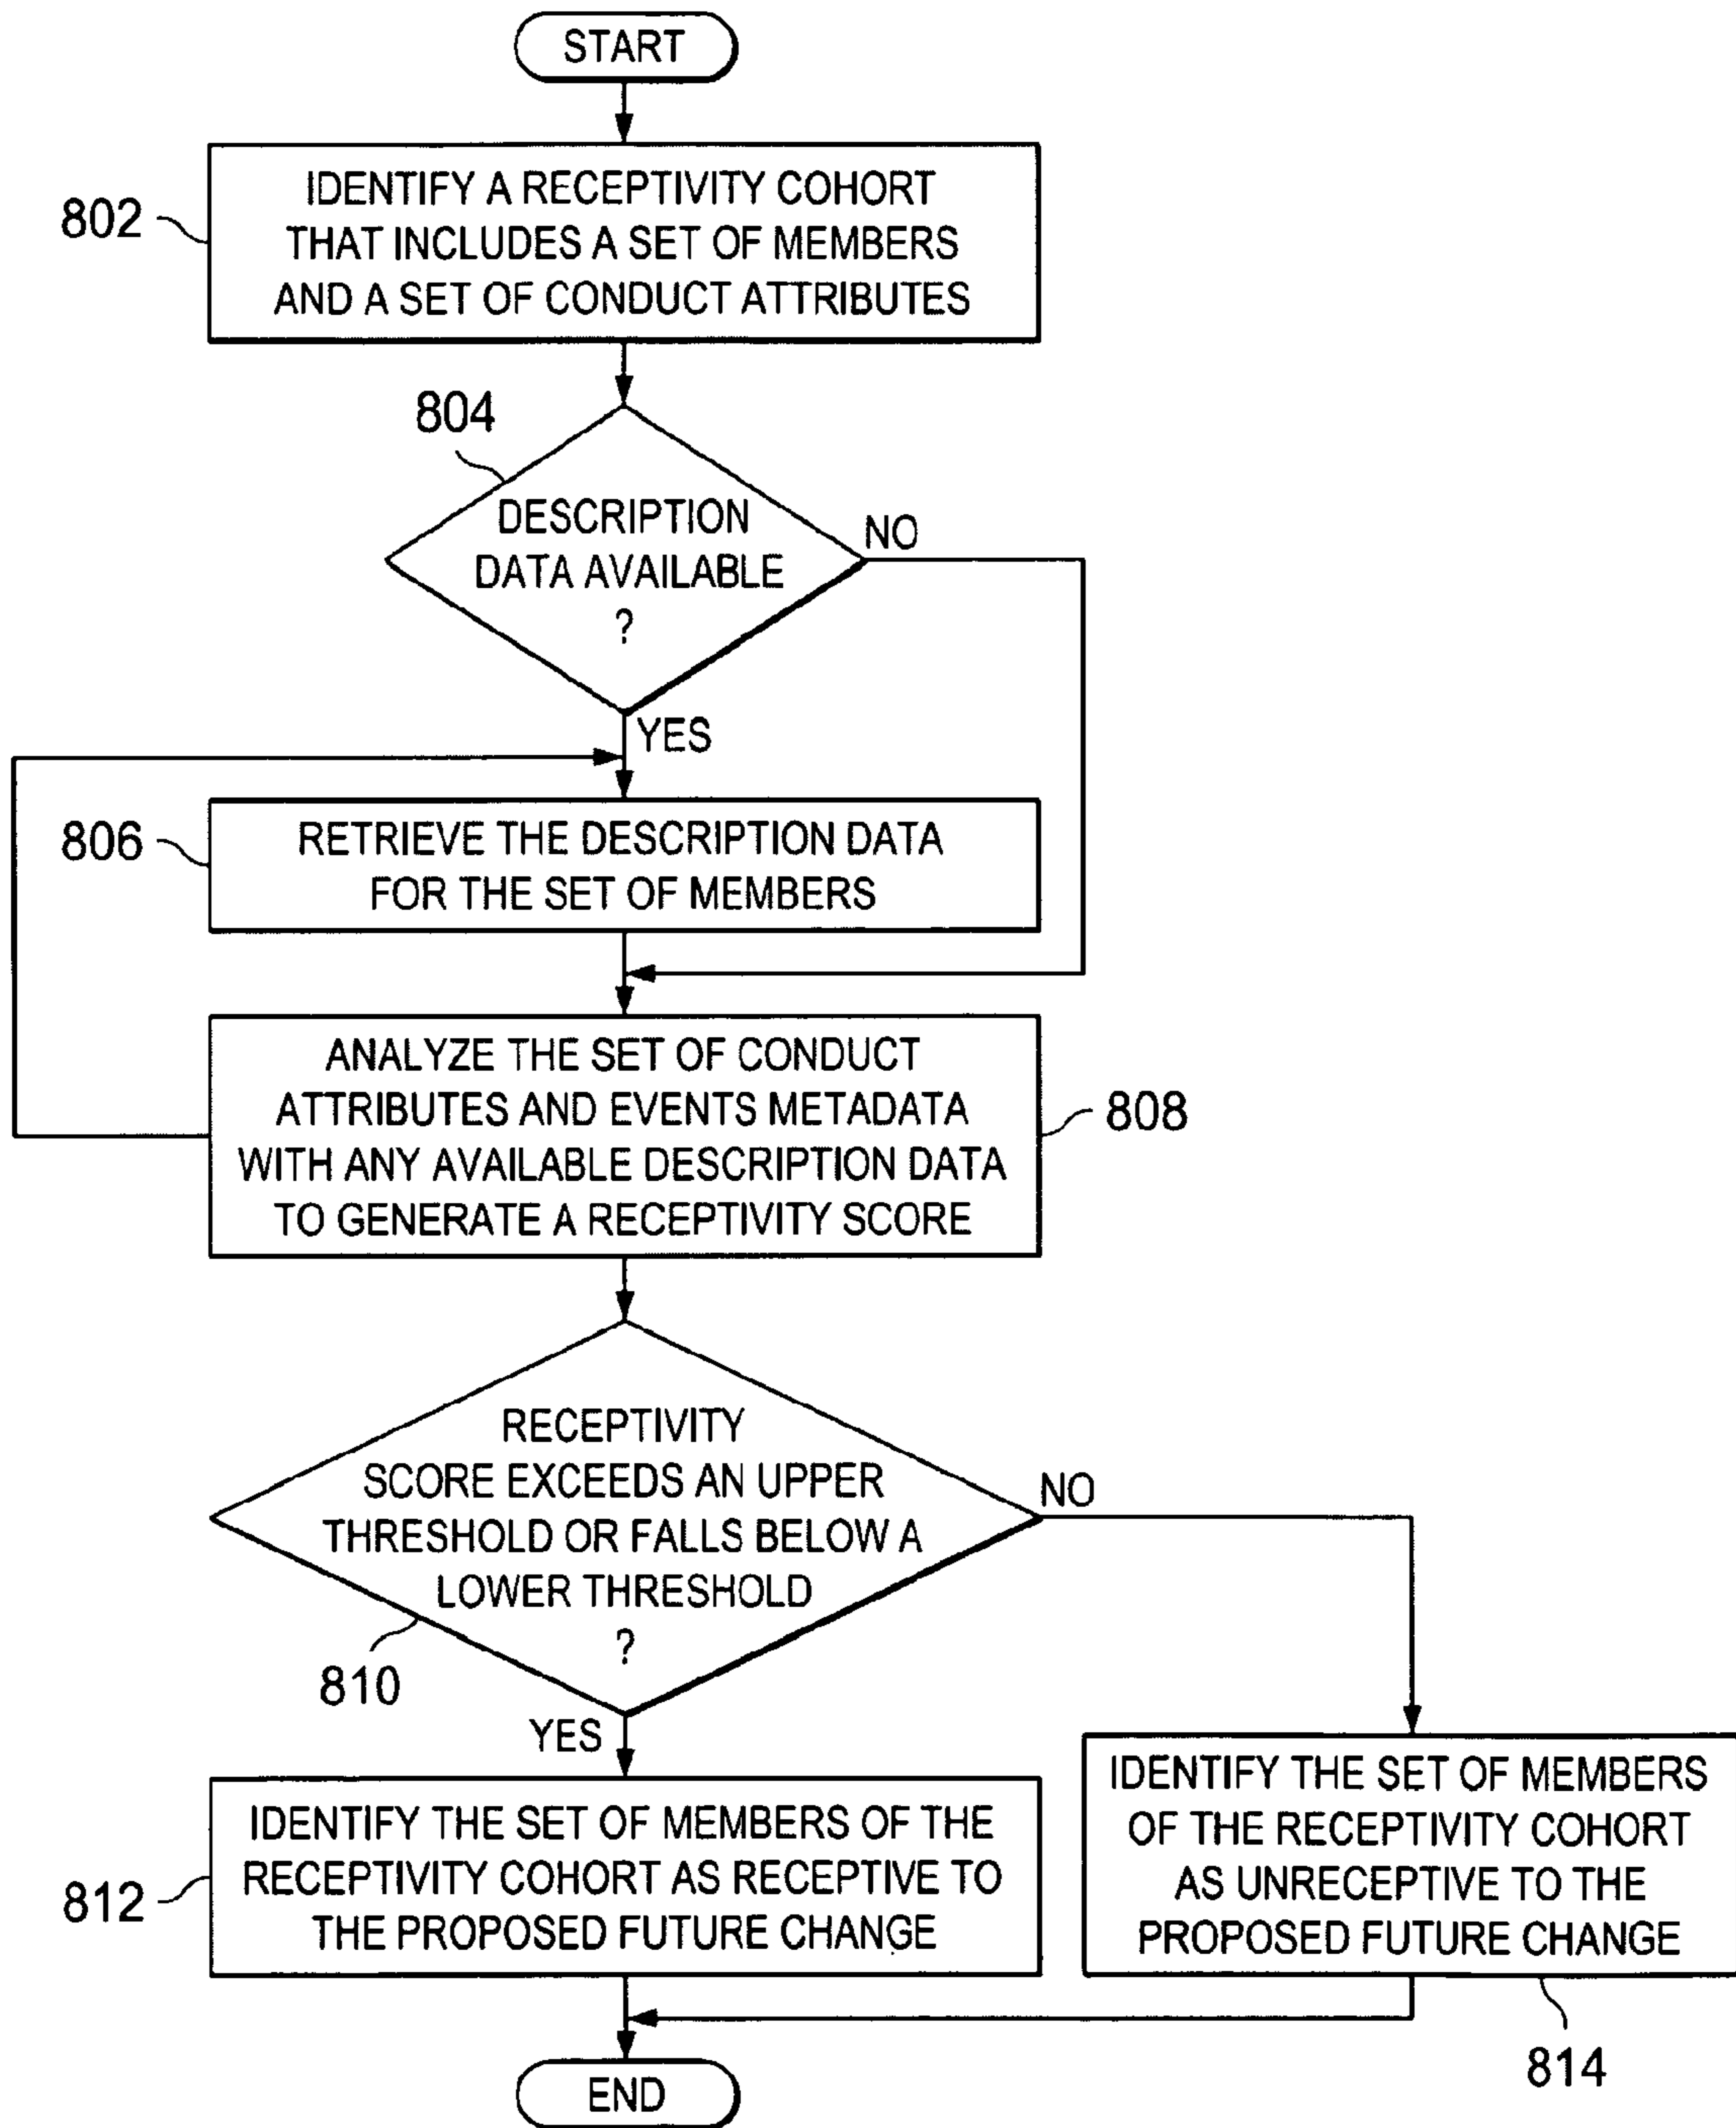 START
802
IDENTIFY A RECEPTIVITY COHORT
THAT INCLUDES A SET OF MEMBERS
AND A SET OF CONDUCT ATTRIBUTES
804
DESCRIPTION
DATA AVAILABLE
?
NO
YES
806
RETRIEVE THE DESCRIPTION DATA
FOR THE SET OF MEMBERS
ANALYZE THE SET OF CONDUCT
ATTRIBUTES AND EVENTS METADATA
WITH ANY AVAILABLE DESCRIPTION DATA
TO GENERATE A RECEPTIVITY SCORE
808
RECEPTIVITY
SCORE EXCEEDS AN UPPER
THRESHOLD OR FALLS BELOW A
LOWER THRESHOLD
?
NO
810
YES
812
IDENTIFY THE SET OF MEMBERS OF THE
RECEPTIVITY COHORT AS RECEPTIVE TO
THE PROPOSED FUTURE CHANGE
IDENTIFY THE SET OF MEMBERS
OF THE RECEPTIVITY COHORT
AS UNRECEPTIVE TO THE
PROPOSED FUTURE CHANGE
814
END